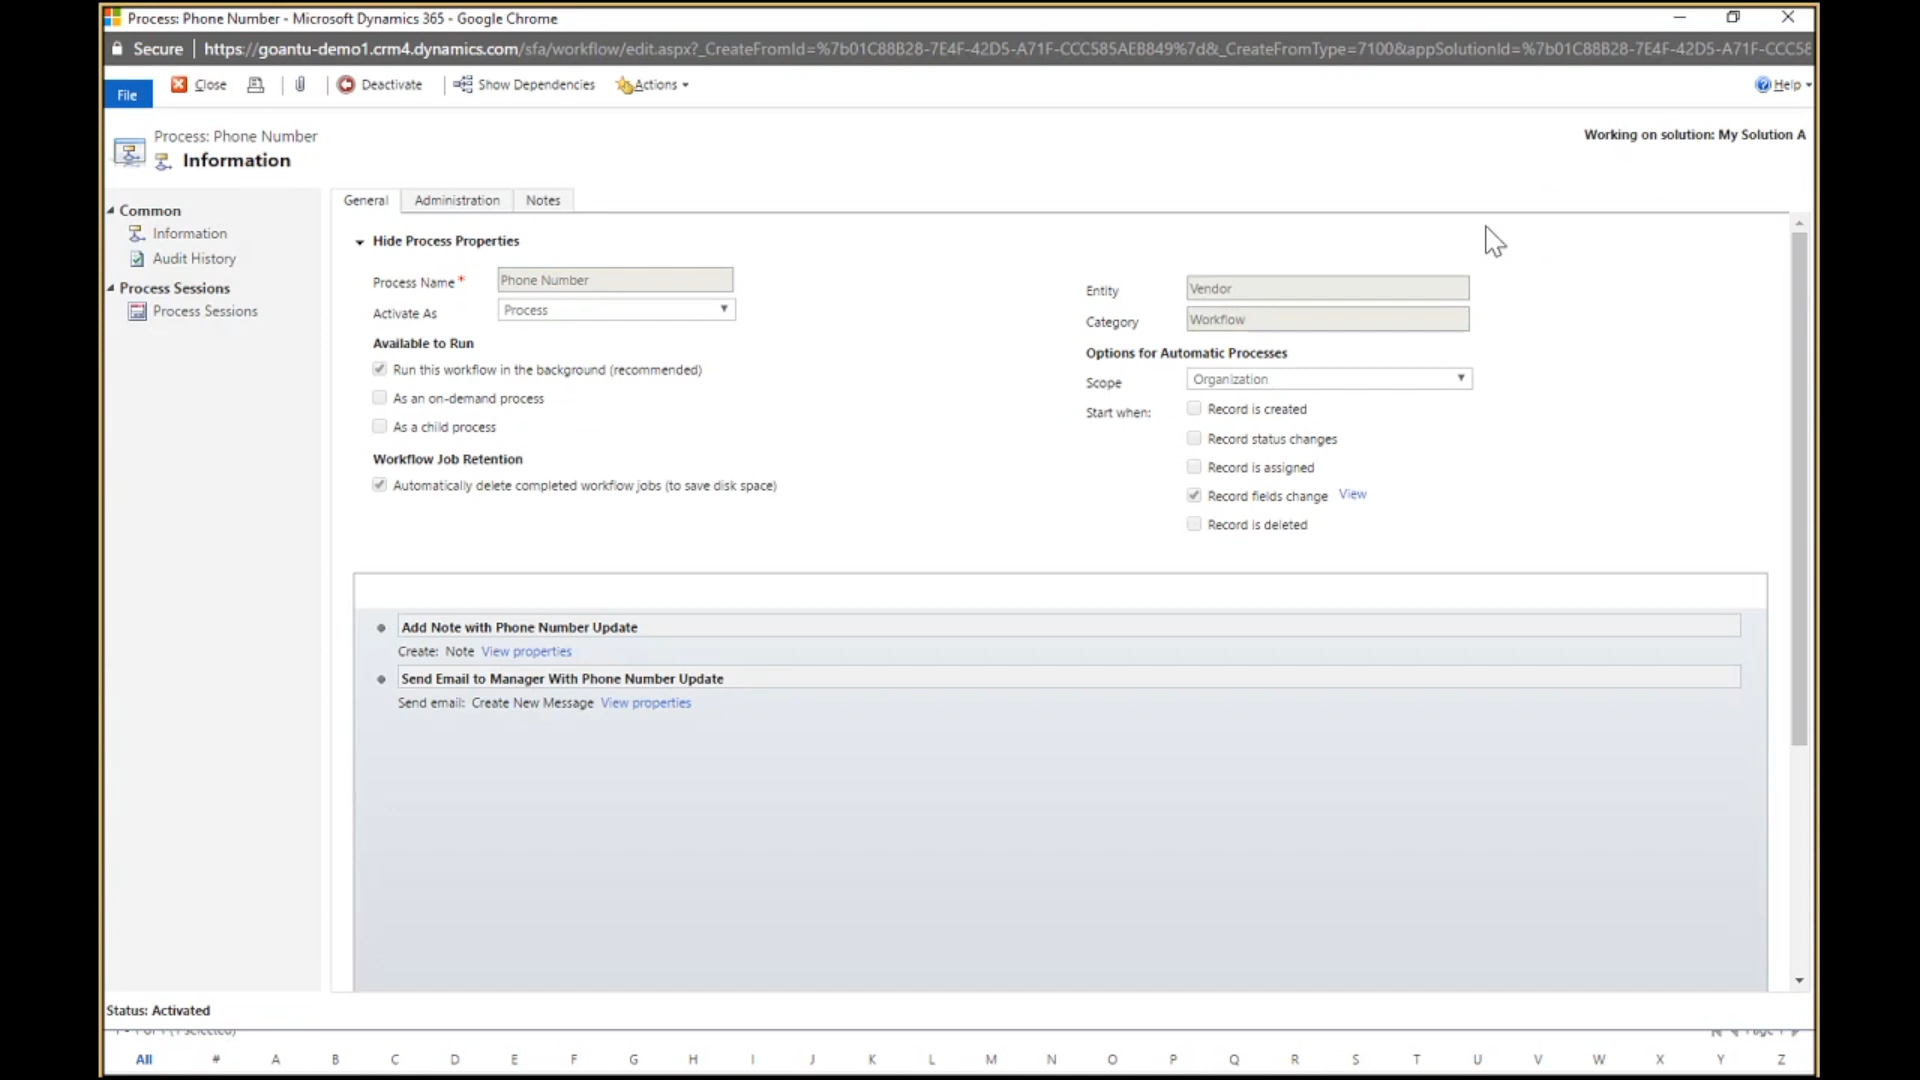 Process: Phone Number - Microsoft Dynamics 365 - Google Chrome
Secure https://goantu-demo1.crm4.dynamics.com/sfa/workflow/edit.aspx?_CreateFromId=%7b01C88B28-7E4F-42D5-A71F-CCC585AEB849%7d&_CreateFromType=7100&appSolutionId=%7b01C88B28-7E4F-42D5-A71F-CCC58
File Close Deactivate Show Dependencies Actions Help
Process: Phone Number
Information
Working on solution: My Solution A
Common
Information
Audit History
Process Sessions
Process Sessions
General Administration Notes
Hide Process Properties
Process Name* Phone Number
Activate As Process
Available to Run
Run this workflow in the background (recommended)
As an on-demand process
As a child process
Workflow Job Retention
Automatically delete completed workflow jobs (to save disk space)
Entity Vendor
Category Workflow
Options for Automatic Processes
Scope Organization
Start when: Record is created
Record status changes
Record is assigned
Record fields change View
Record is deleted
Add Note with Phone Number Update
Create: Note View properties
Send Email to Manager With Phone Number Update
Send email: Create New Message View properties
Status: Activated
All # A B C D E F G H I J K L M N O P Q R S T U V W X Y Z